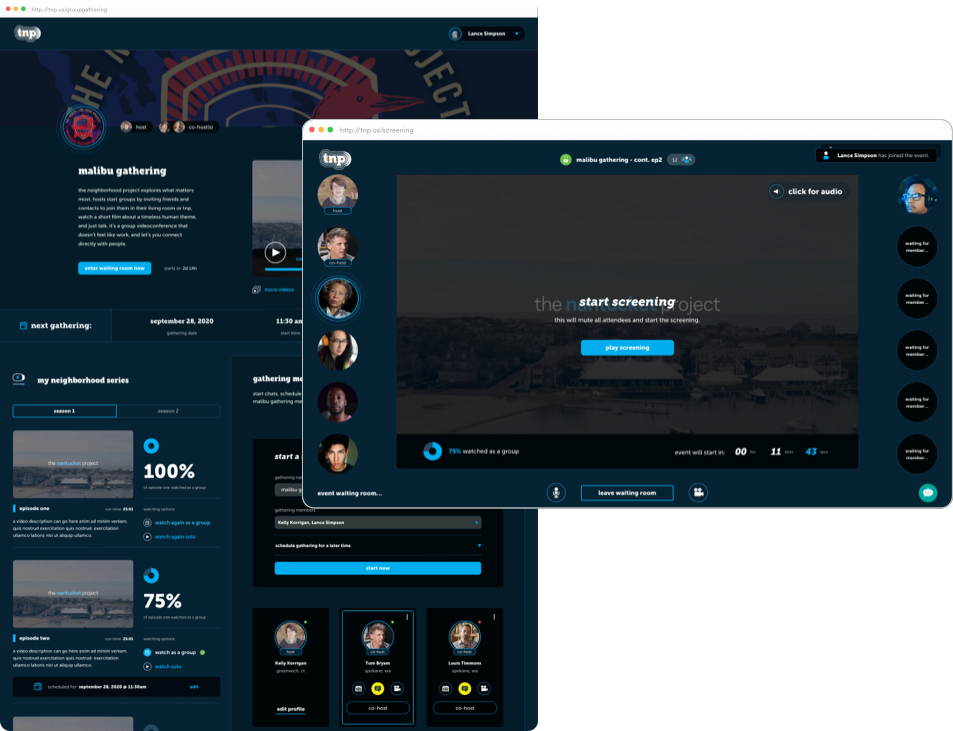 http://tnp.us/groupgathering
tnp
Lance Simpson
THE N
OJECT
host
co-host(s)
malibu gathering
the neighborhood project explores what matters
most. hosts start groups by inviting friends and
contacts to join them in their living room or tnp,
watch a short film about a timeless human theme,
and just talk. it's a group videoconference that
doesn't feel like work, and let's you connect
directly with people.
enter waiting room now
starts in: 2d 14h
more videos
next gathering:
september 28, 2020
gathering date
11:30 am
start time
my neighborhood series
season 1
season 2
the nantucket project
100%
of episode one watched as a group
episode one
run time: 25:01
a video description can go here enim ad minim veniam,
quis nostrud exercitation quis nostrud. exercitation
ullamco laboris nisi ut aliquip ullamco.
watching options:
watch again as a group
watch again solo
the nantucket project
75%
of episode one watched as a group
episode two
run time: 25:01
a video description can go here enim ad minim veniam,
quis nostrud exercitation quis nostrud. exercitation
ullamco laboris nisi ut aliquip ullamco.
watching options:
watch as a group
watch solo
scheduled for: september 28, 2020 @ 11:30am
edit
gathering me
start chats, schedule
malibu gathering me
start a
gathering na
malibu g
gathering members
Kelly Korrigan, Lance Simpson
schedule gathering for a later time
start now
host
Kelly Korrigan
greenwich, ct
edit profile
co-host
Tom Bryam
spokane, wa
co-host
co-host
Louis Timmons
spokane, wa
co-host
http://tnp.us/screening
tnp
malibu gathering - cont. ep2
12
Lance Simpson has joined the event.
host
co-host
click for audio
the nantucket project
start screening
this will mute all attendees and start the screening.
play screening
75% watched as a group
event will start in:
00
11
43
waiting for
member...
waiting for
member...
waiting for
member...
waiting for
member...
waiting for
member...
event waiting room...
leave waiting room